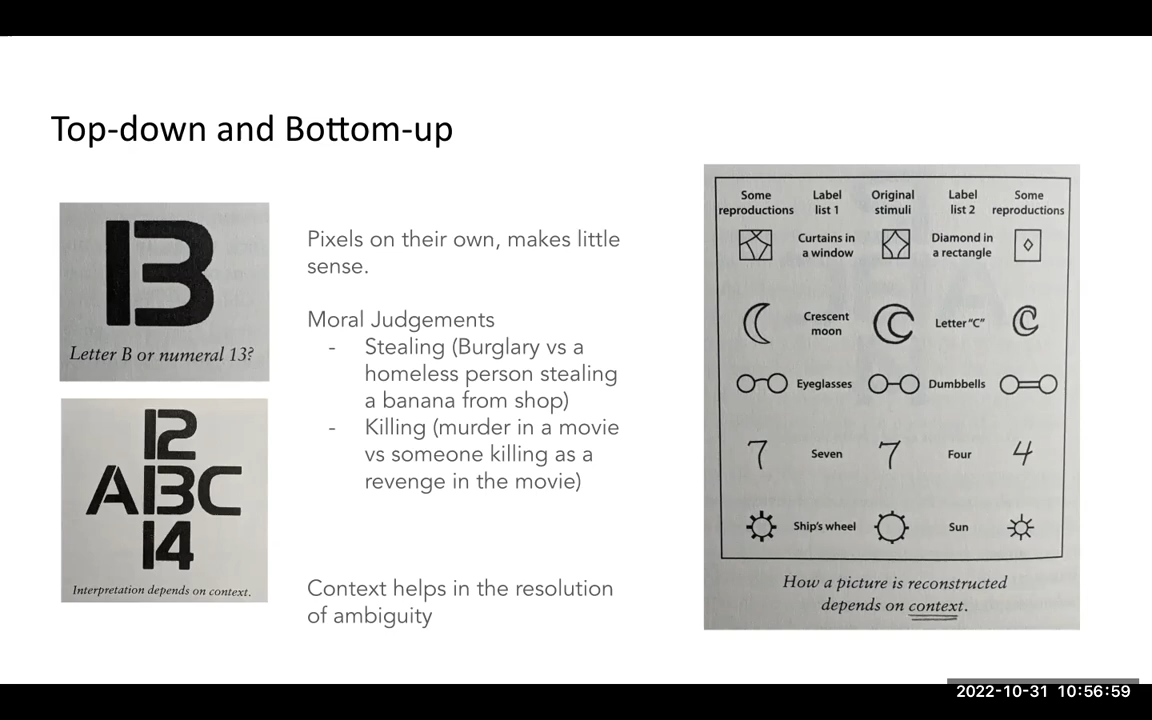 Top-down and Bottom-up
13
Letter B or numeral 13?
12
ABC
14
Interpretation depends on context.
Pixels on their own, makes little
sense.
Moral Judgements
- Stealing (Burglary vs a
homeless person stealing
a banana from shop)
- Killing (murder in a movie
vs someone killing as a
revenge in the movie)
Context helps in the resolution
of ambiguity
Some reproductions
Label list 1
Original stimuli
Label list 2
Some reproductions
Curtains in a window
Diamond in a rectangle
Crescent moon
Letter "C"
C
Eyeglasses
Dumbbells
7
Seven
7
Four
4
Ship's wheel
Sun
How a picture is reconstructed
depends on context.
2022-10-31 10:56:59